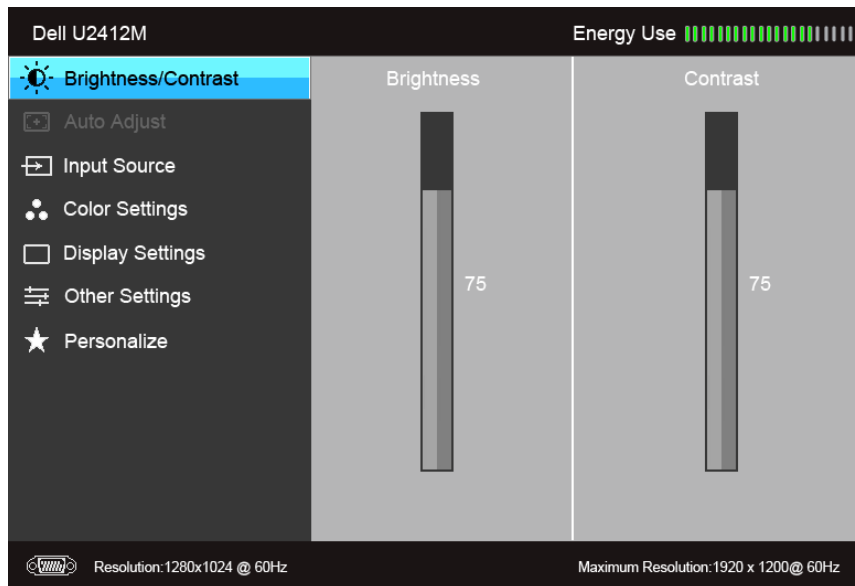 Dell U2412M
Energy Use
Brightness/Contrast
Auto Adjust
Input Source
Color Settings
Display Settings
Other Settings
Personalize
Brightness
Contrast
75
75
Resolution:1280x1024 @ 60Hz
Maximum Resolution:1920 x 1200@ 60Hz